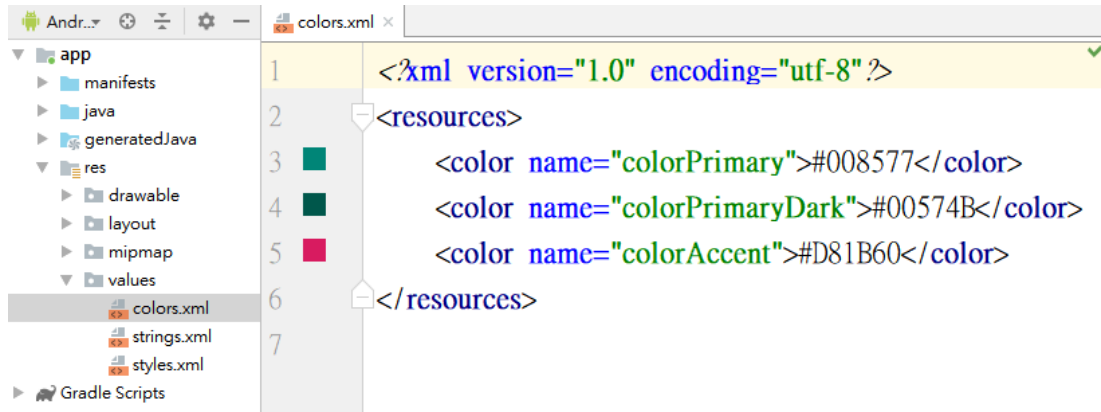 Andr...
colors.xml
app
manifests
java
generatedJava
res
drawable
layout
mipmap
values
colors.xml
strings.xml
styles.xml
Gradle Scripts
1 <?xml version="1.0" encoding="utf-8"?>
2 <resources>
3 <color name="colorPrimary">#008577</color>
4 <color name="colorPrimaryDark">#00574B</color>
5 <color name="colorAccent">#D81B60</color>
6 </resources>
7